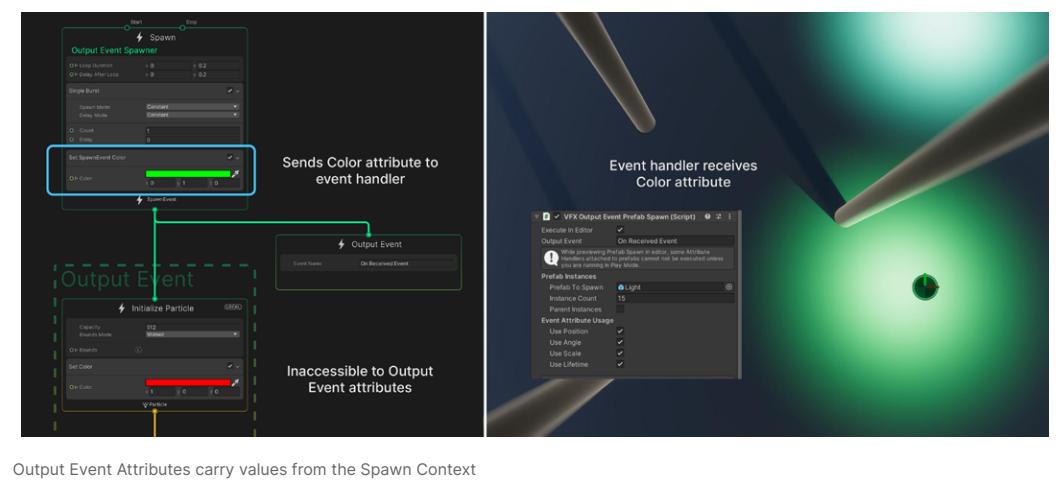 Start Stop
Spawn
Output Event Spawner
Loop Duration x 0 y 0.2
Delay After Loop x 0 y 0.2
Single Burst
Spawn Mode Constant
Delay Mode Constant
Count 1
Delay 0
Set SpawnEvent Color
Color
x 0 y 1 z 0
SpawnEvent
Sends Color attribute to
event handler
Output Event
Event Name On Received Event
Output Event
Initialize Particle LOCAL
Capacity 512
Bounds Mode Manual
Bounds
Set Color
Color
x 1 y 0 z 0
Particle
Inaccessible to Output
Event attributes
Event handler receives
Color attribute
VFX Output Event Prefab Spawn (Script)
Execute In Editor
Output Event On Received Event
While previewing Prefab Spawn in editor, some Attribute
Handlers attached to prefabs cannot not be executed unless
you are running in Play Mode.
Prefab Instances
Prefab To Spawn Light
Instance Count 15
Parent Instances
Event Attribute Usage
Use Position
Use Angle
Use Scale
Use Lifetime
Output Event Attributes carry values from the Spawn Context